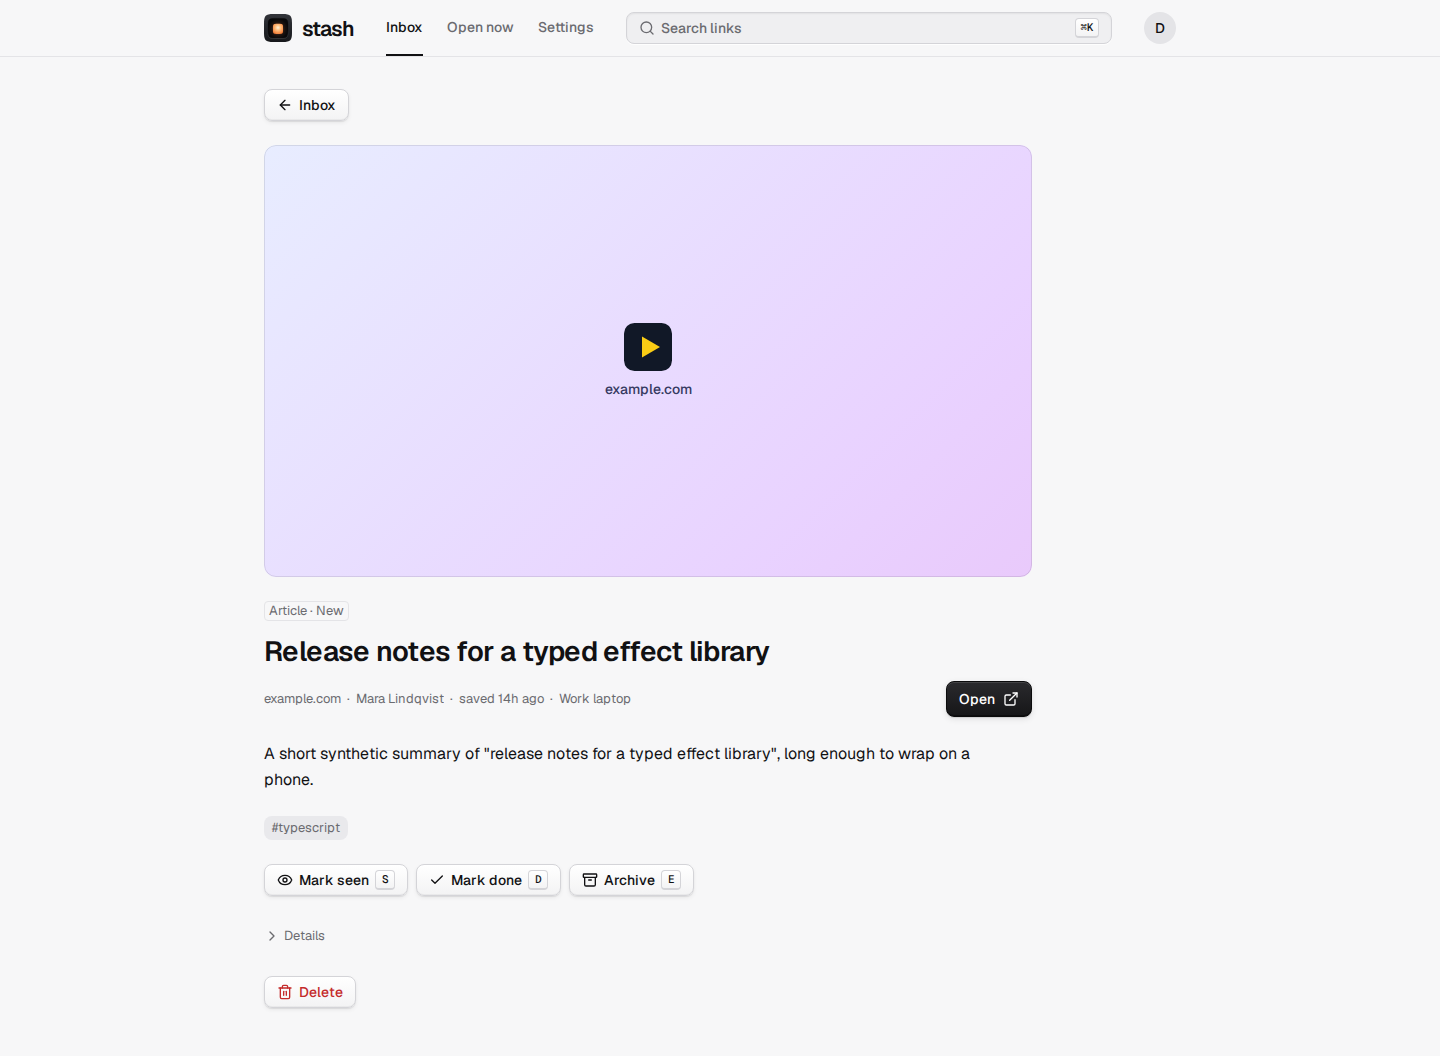 stash
Inbox
Open now
Settings
Search links
⌘K
D
Inbox
example.com
Article · New
Release notes for a typed effect library
example.com · Mara Lindqvist · saved 14h ago · Work laptop
Open
A short synthetic summary of "release notes for a typed effect library", long enough to wrap on a
phone.
#typescript
Mark seen S
Mark done D
Archive E
Details
Delete